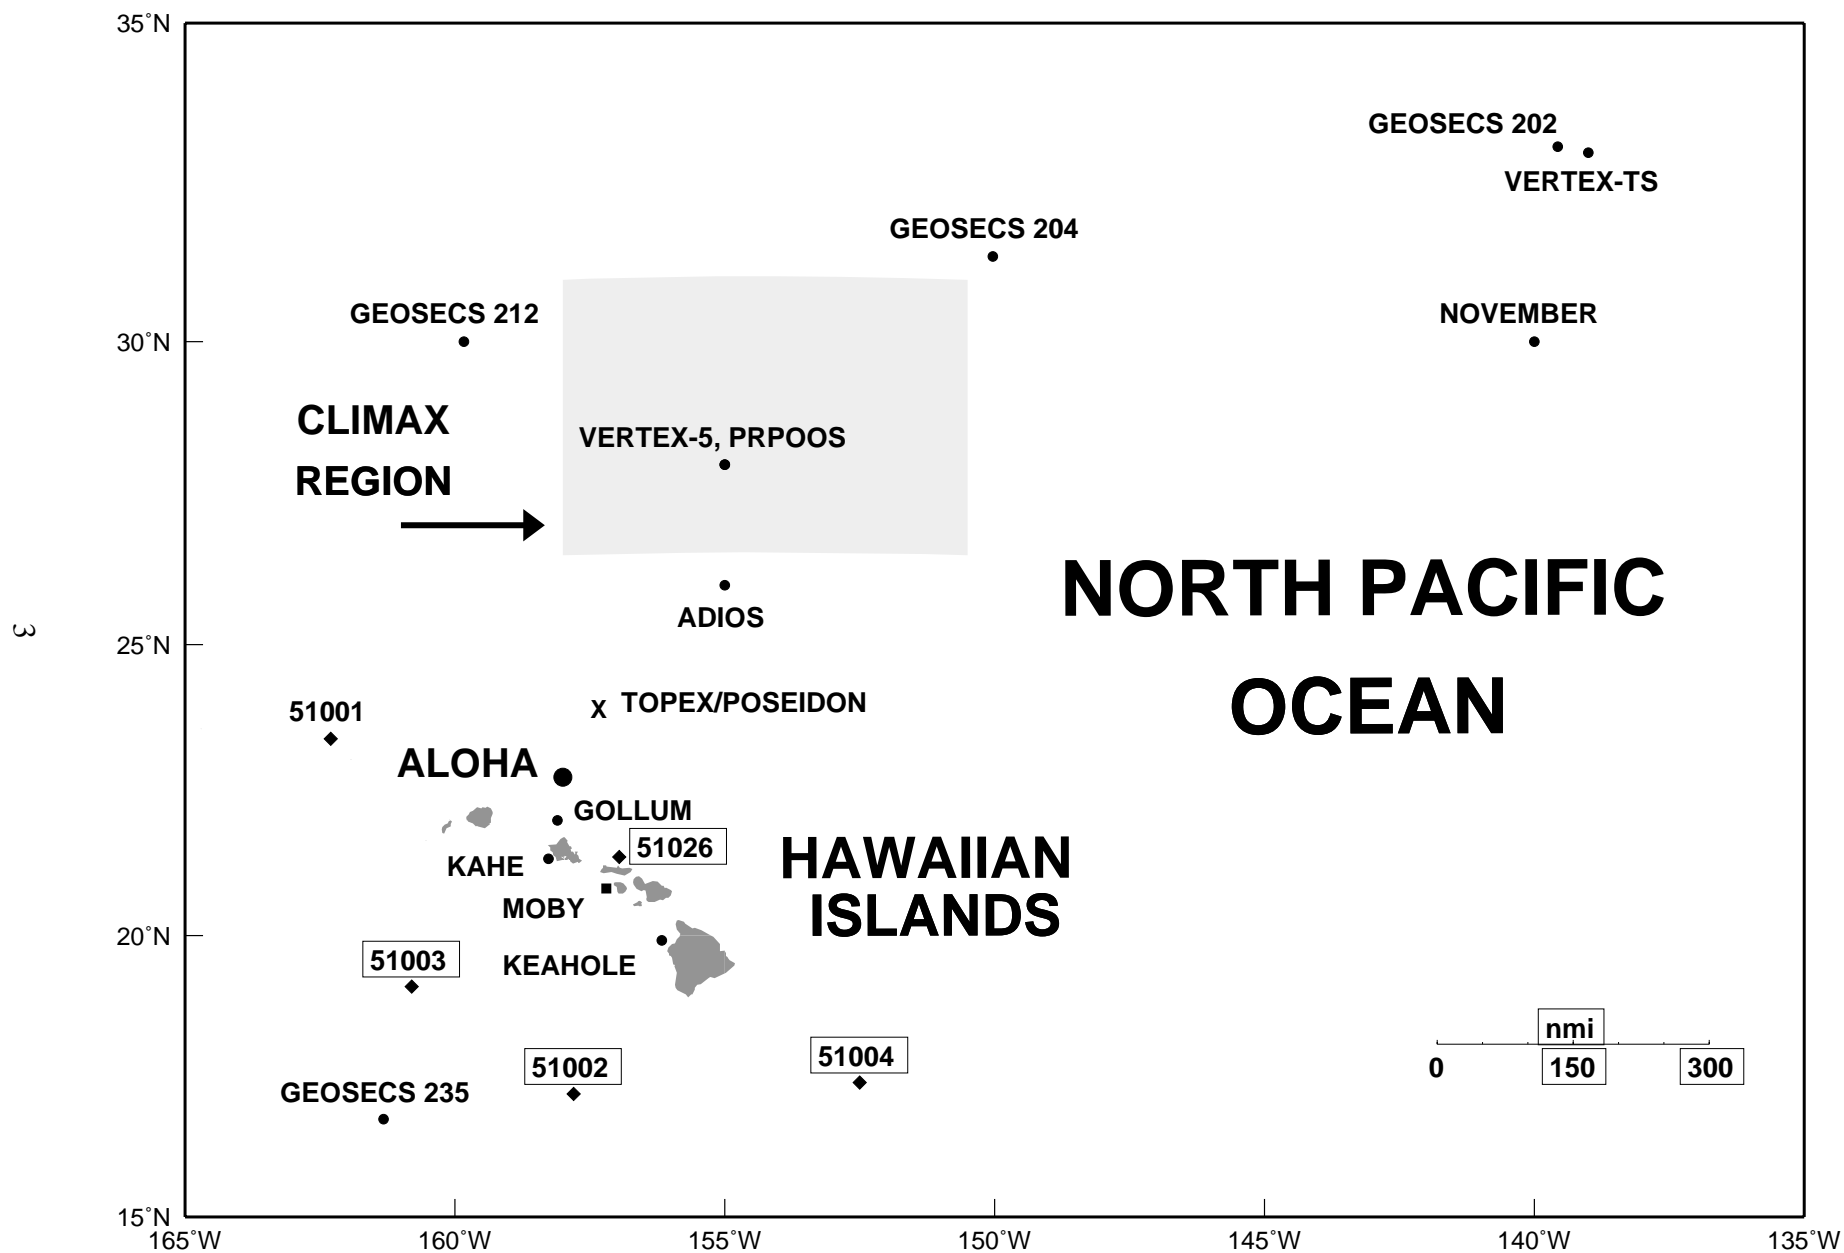 35°N
GEOSECS 202
VERTEX-TS
GEOSECS 204
GEOSECS 212
NOVEMBER
30°N
CLIMAX
REGION
VERTEX-5, PRPOOS
ADIOS
NORTH PACIFIC
OCEAN
3
25°N
X TOPEX/POSEIDON
51001
ALOHA
GOLLUM
51026
KAHE
HAWAIIAN
ISLANDS
MOBY
20°N
KEAHOLE
51003
51002
51004
GEOSECS 235
nmi
0 150 300
15°N
165°W 160°W 155°W 150°W 145°W 140°W 135°W